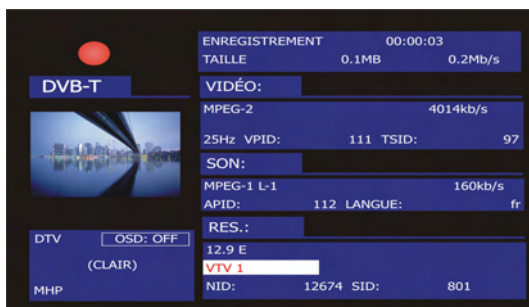 ENREGISTREMENT 00:00:03
TAILLE 0.1MB 0.2Mb/s
DVB-T
VIDÉO:
MPEG-2 4014kb/s
25Hz VPID: 111 TSID: 97
SON:
MPEG-1 L-1 160kb/s
APID: 112 LANGUE: fr
RES.:
DTV OSD: OFF
12.9 E
(CLAIR)
VTV 1
MHP
NID: 12674 SID: 801